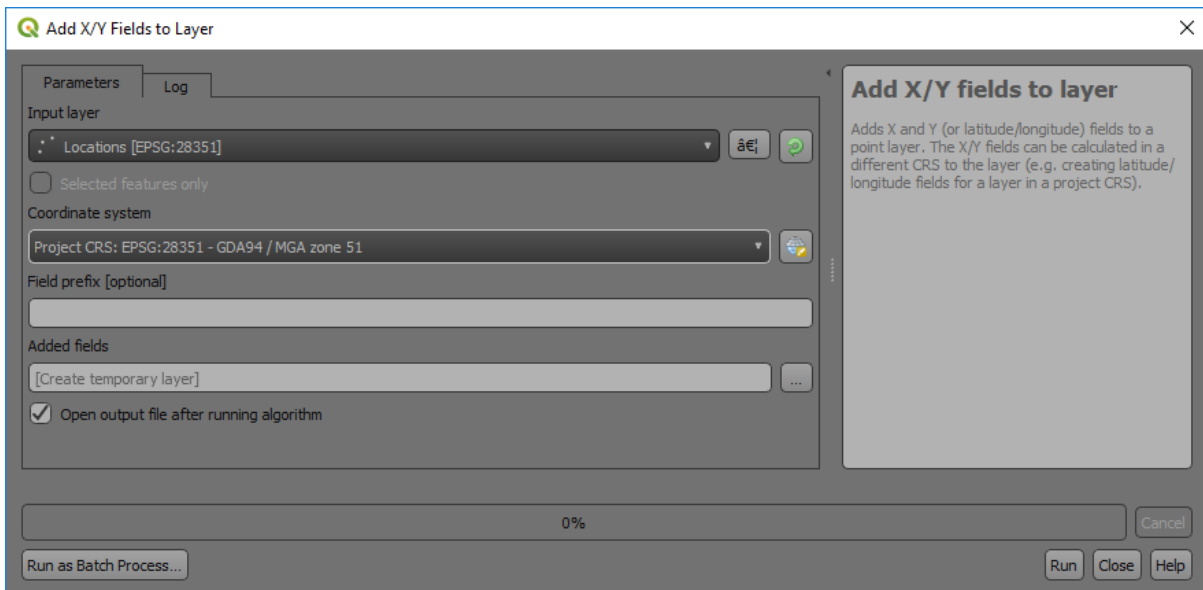 Add X/Y Fields to Layer
Parameters
Log
Input layer
Locations [EPSG:28351]
â€¦
Selected features only
Coordinate system
Project CRS: EPSG:28351 - GDA94 / MGA zone 51
Field prefix [optional]
Added fields
[Create temporary layer]
...
Open output file after running algorithm
Add X/Y fields to layer
Adds X and Y (or latitude/longitude) fields to a
point layer. The X/Y fields can be calculated in a
different CRS to the layer (e.g. creating latitude/
longitude fields for a layer in a project CRS).
0%
Cancel
Run as Batch Process...
Run
Close
Help